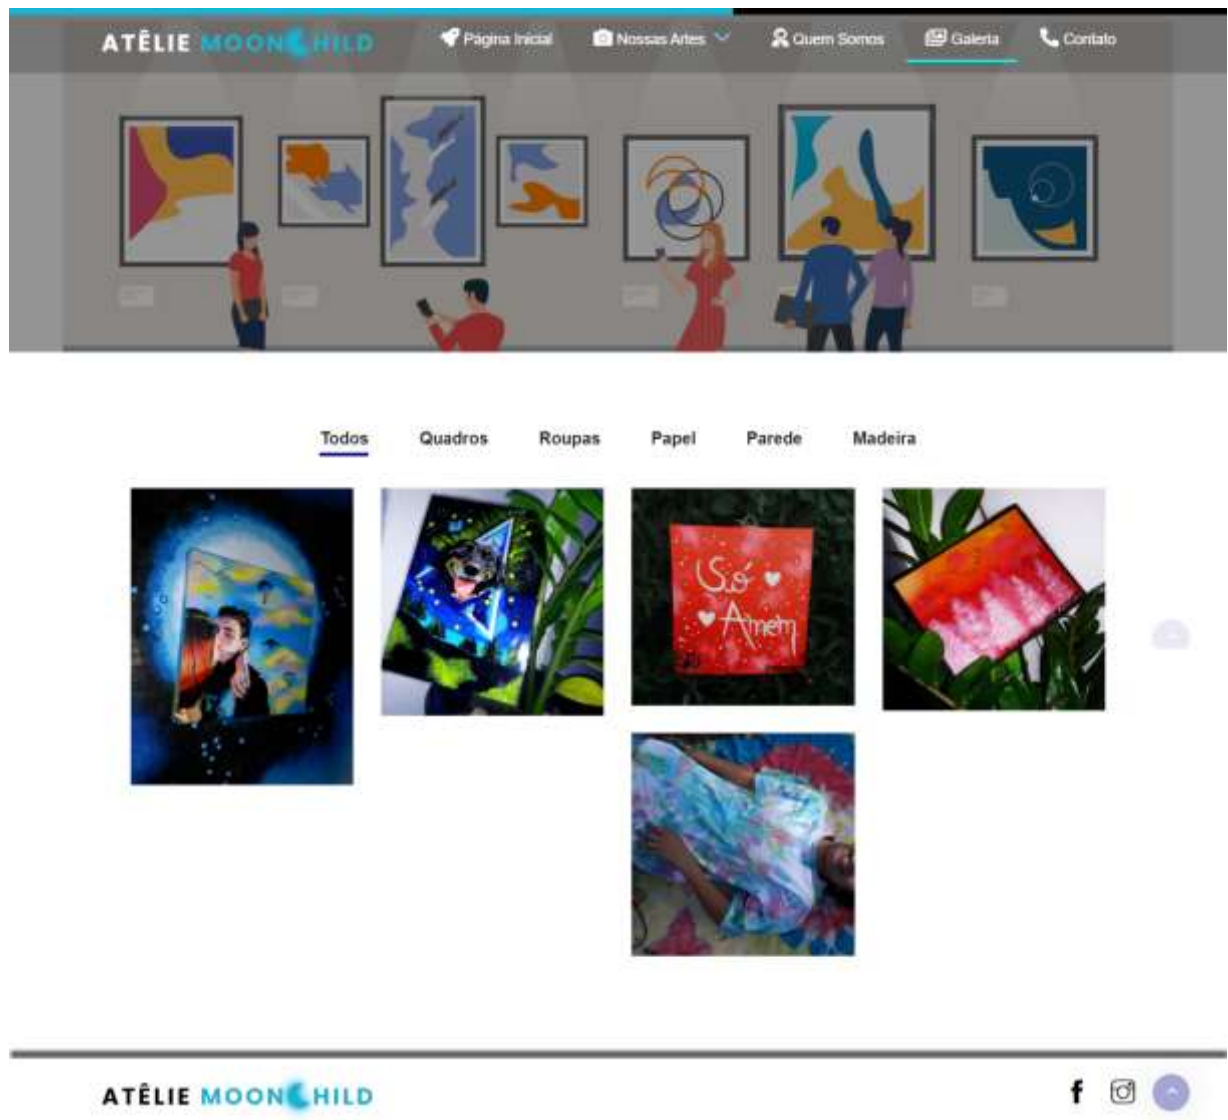 ATÊLIE MOONCHILD Página Inicial Nossas Artes Quem Somos Galeria Contato
Todos Quadros Roupas Papel Parede Madeira
Só
Amem
ATÊLIE MOONCHILD